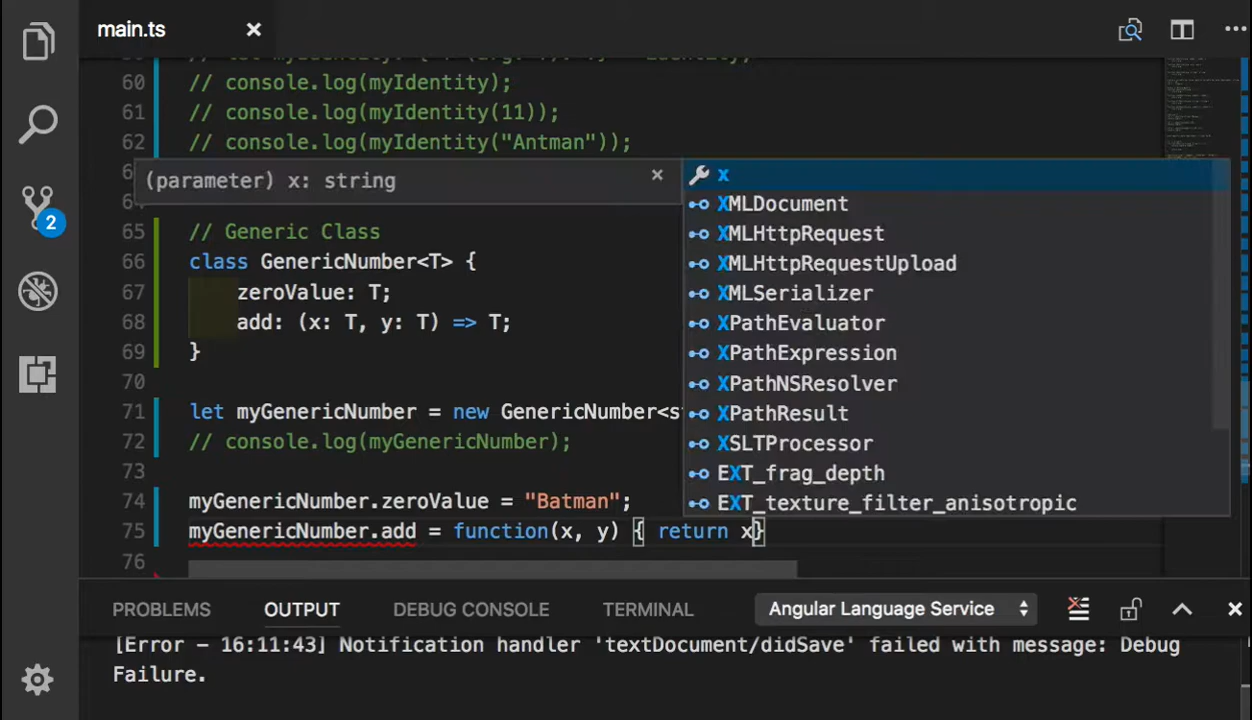 main.ts
60 // console.log(myIdentity);
61 // console.log(myIdentity(11));
62 // console.log(myIdentity("Antman"));
(parameter) x: string
x
XMLDocument
XMLHttpRequest
XMLHttpRequestUpload
XMLSerializer
XPathEvaluator
XPathExpression
XPathNSResolver
XPathResult
XSLTProcessor
EXT_frag_depth
EXT_texture_filter_anisotropic
65 // Generic Class
66 class GenericNumber<T> {
67 zeroValue: T;
68 add: (x: T, y: T) => T;
69 }
70
71 let myGenericNumber = new GenericNumber<st
72 // console.log(myGenericNumber);
73
74 myGenericNumber.zeroValue = "Batman";
75 myGenericNumber.add = function(x, y) { return x}
76
2
PROBLEMS OUTPUT DEBUG CONSOLE TERMINAL Angular Language Service
[Error – 16:11:43] Notification handler 'textDocument/didSave' failed with message: Debug
Failure.